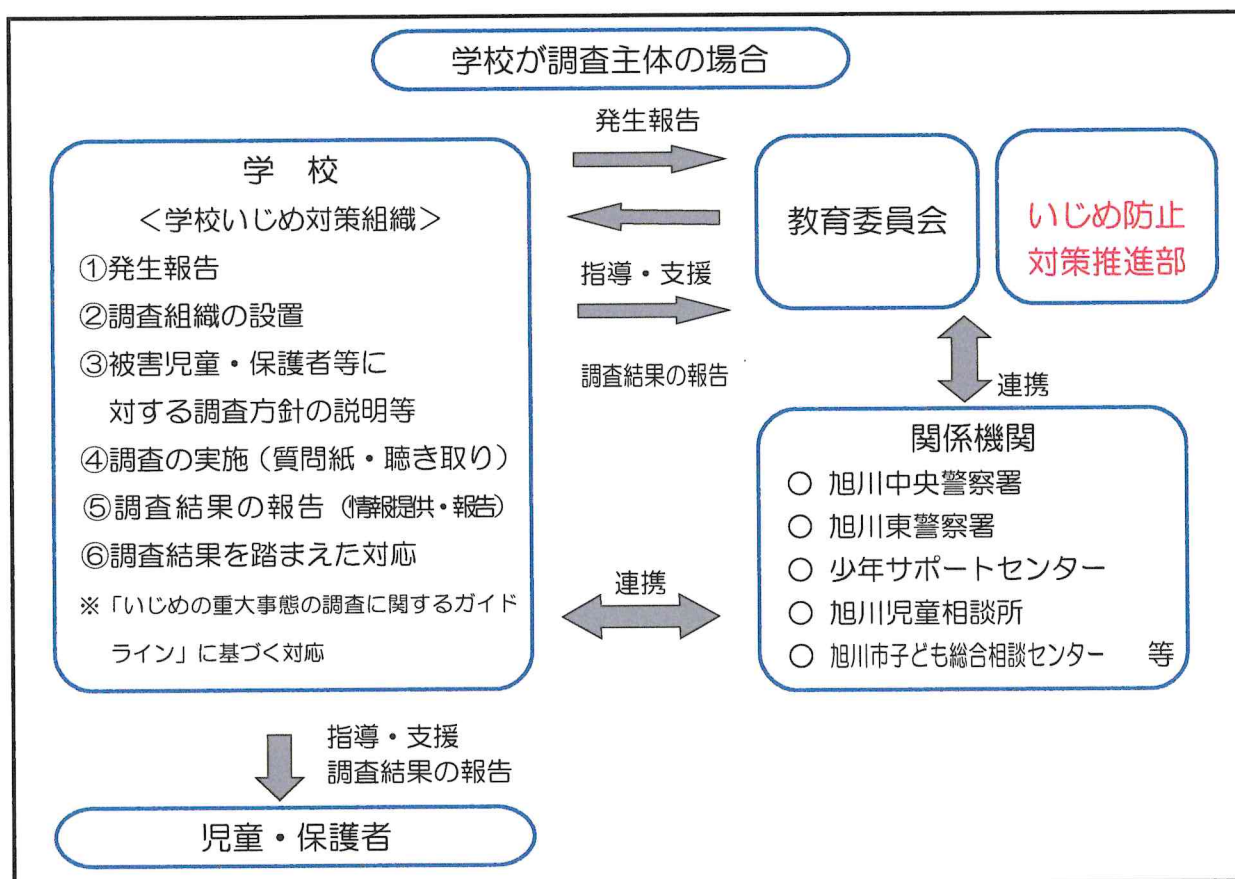 学校が調査主体の場合
学 校
＜学校いじめ対策組織＞
①発生報告
②調査組織の設置
③被害児童・保護者等に
対する調査方針の説明等
④調査の実施（質問紙・聴き取り）
⑤調査結果の報告（情報提供・報告）
⑥調査結果を踏まえた対応
※「いじめの重大事態の調査に関するガイド
ライン」に基づく対応
発生報告
指導・支援
調査結果の報告
教育委員会
いじめ防止
対策推進部
連携
関係機関
○ 旭川中央警察署
○ 旭川東警察署
○ 少年サポートセンター
○ 旭川児童相談所
○ 旭川市子ども総合相談センター 等
連携
指導・支援
調査結果の報告
児童・保護者